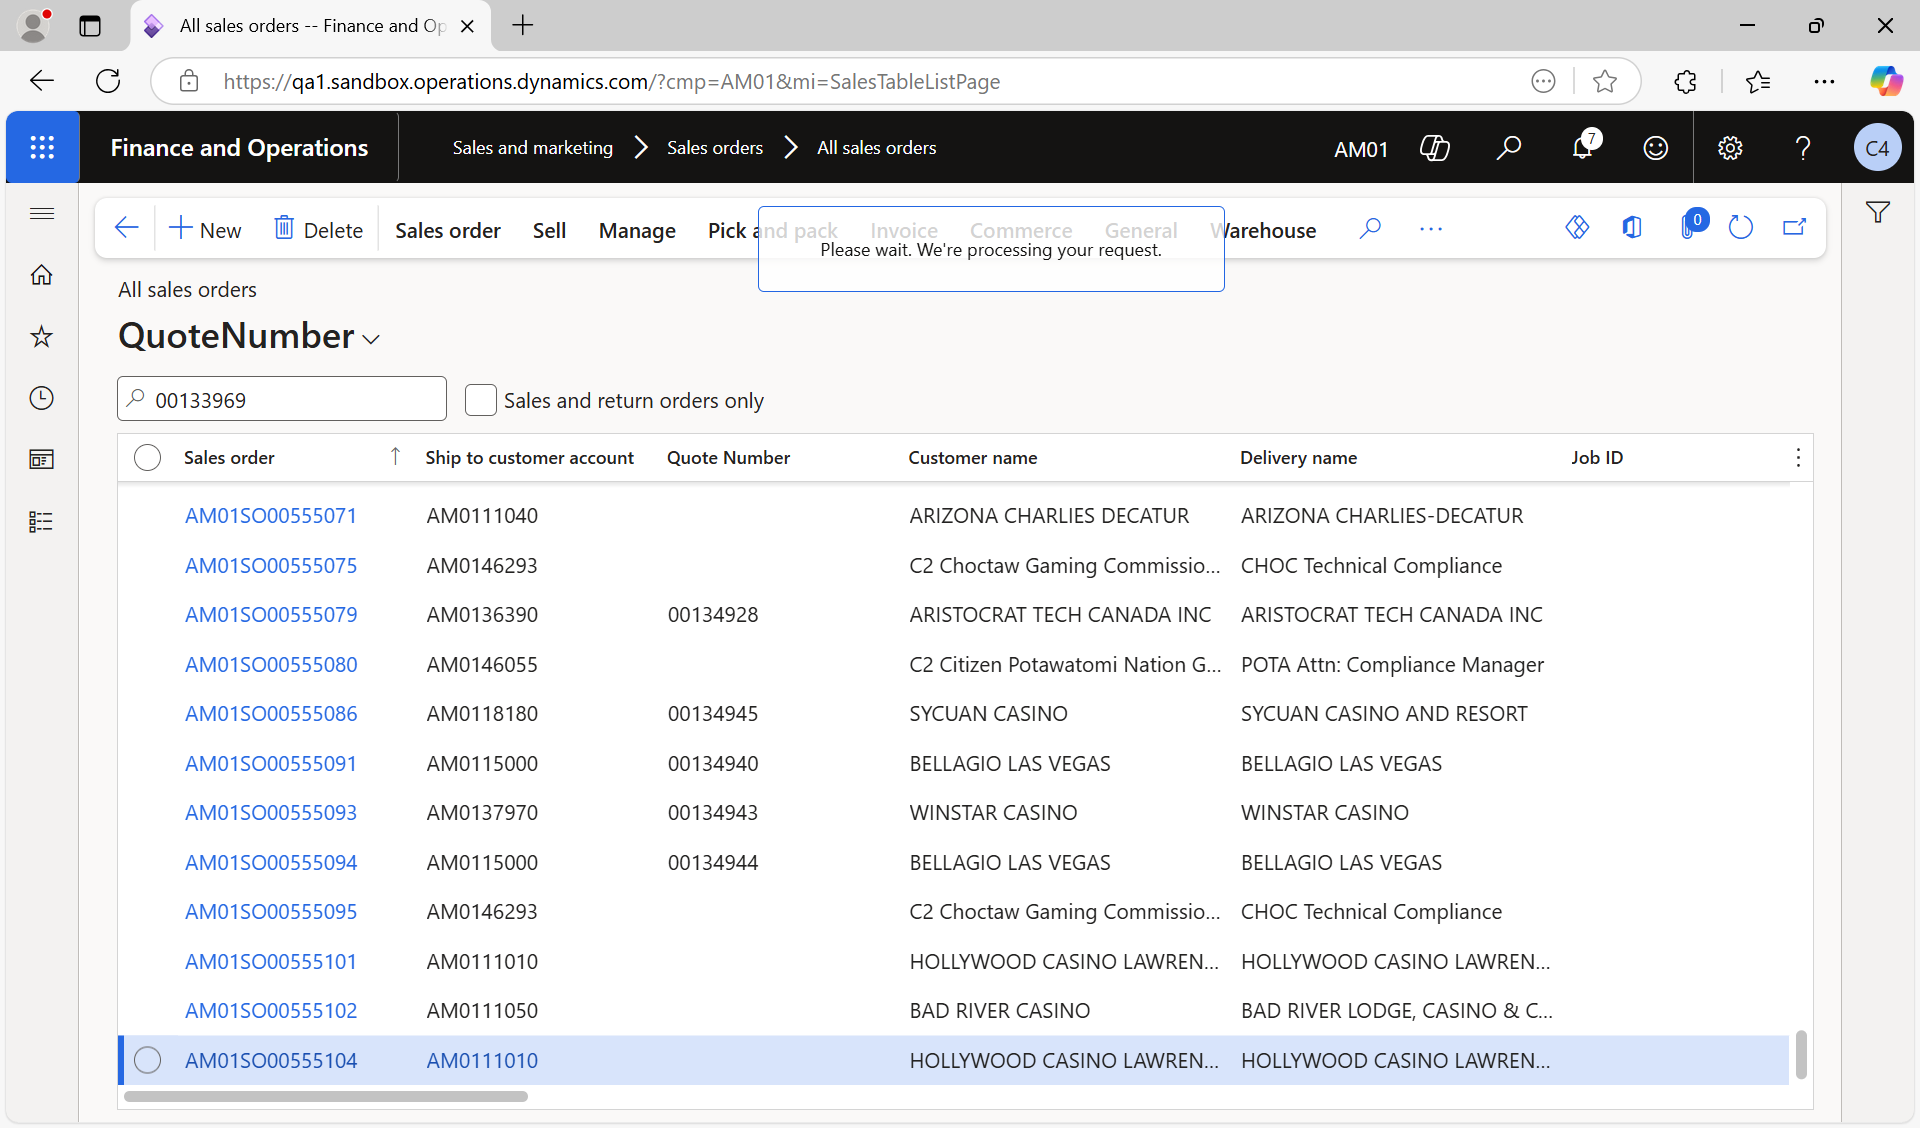 All sales orders -- Finance and Op
https://qa1.sandbox.operations.dynamics.com/?cmp=AM01&mi=SalesTableListPage
Finance and Operations
Sales and marketing
Sales orders
All sales orders
AM01
7
?
C4
New
Delete
Sales order
Sell
Manage
Pick and pack
Invoice
Commerce
General
Warehouse
0
Please wait. We're processing your request.
All sales orders
QuoteNumber
00133969
Sales and return orders only
Sales order Ship to customer account Quote Number Customer name Delivery name Job ID
AM01SO00555071 AM0111040 ARIZONA CHARLIES DECATUR ARIZONA CHARLIES-DECATUR
AM01SO00555075 AM0146293 C2 Choctaw Gaming Commissio... CHOC Technical Compliance
AM01SO00555079 AM0136390 00134928 ARISTOCRAT TECH CANADA INC ARISTOCRAT TECH CANADA INC
AM01SO00555080 AM0146055 C2 Citizen Potawatomi Nation G... POTA Attn: Compliance Manager
AM01SO00555086 AM0118180 00134945 SYCUAN CASINO SYCUAN CASINO AND RESORT
AM01SO00555091 AM0115000 00134940 BELLAGIO LAS VEGAS BELLAGIO LAS VEGAS
AM01SO00555093 AM0137970 00134943 WINSTAR CASINO WINSTAR CASINO
AM01SO00555094 AM0115000 00134944 BELLAGIO LAS VEGAS BELLAGIO LAS VEGAS
AM01SO00555095 AM0146293 C2 Choctaw Gaming Commissio... CHOC Technical Compliance
AM01SO00555101 AM0111010 HOLLYWOOD CASINO LAWREN... HOLLYWOOD CASINO LAWREN...
AM01SO00555102 AM0111050 BAD RIVER CASINO BAD RIVER LODGE, CASINO & C...
AM01SO00555104 AM0111010 HOLLYWOOD CASINO LAWREN... HOLLYWOOD CASINO LAWREN...